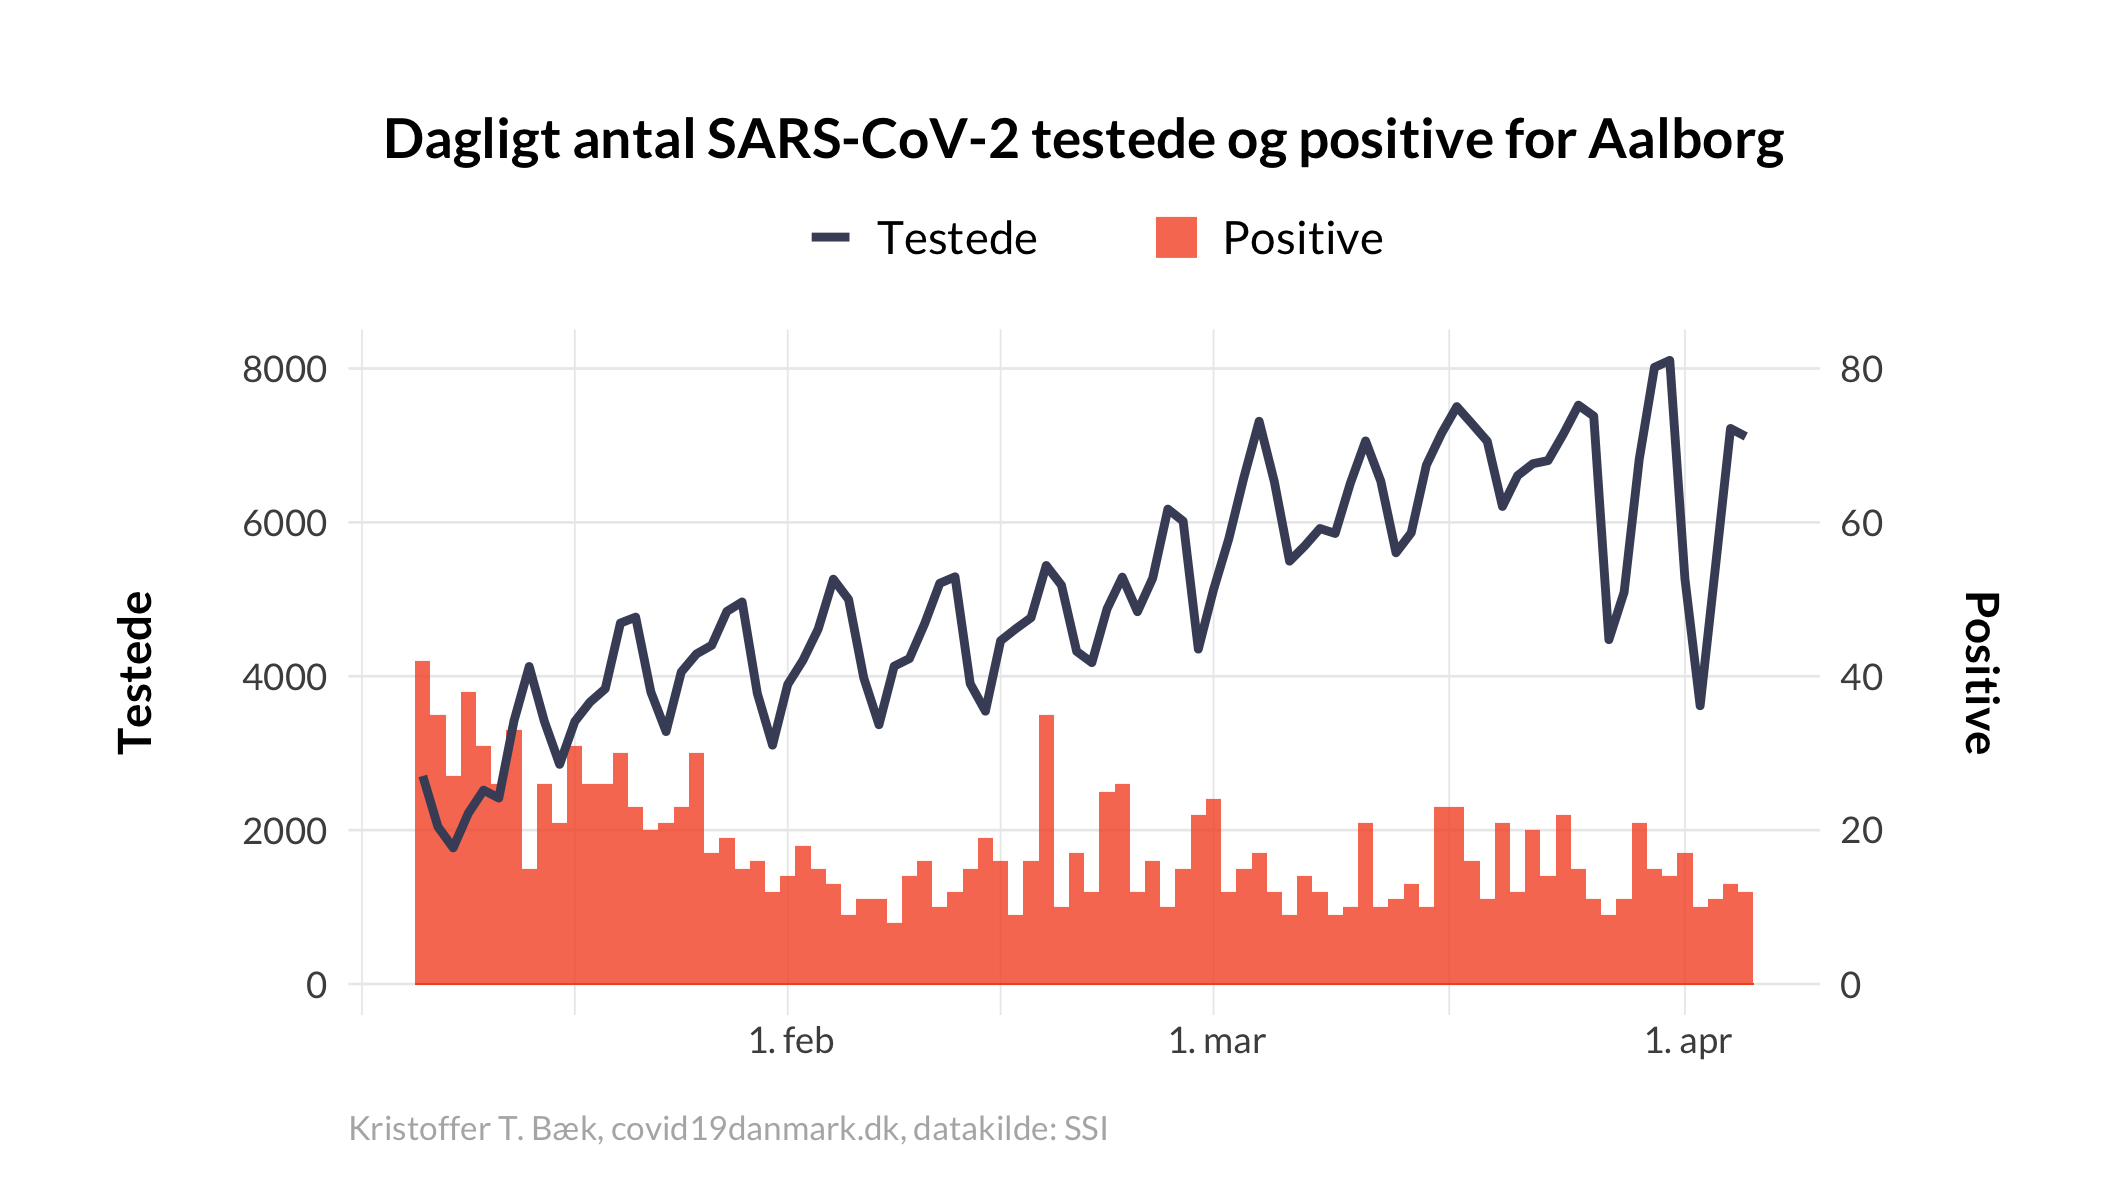 Dagligt antal SARS-CoV-2 testede og positive for Aalborg
Testede
Positive
8000
6000
4000
2000
0
80
60
40
20
0
Testede
Positive
1. feb
1. mar
1. apr
Kristoffer T. Bæk, covid19danmark.dk, datakilde: SSI